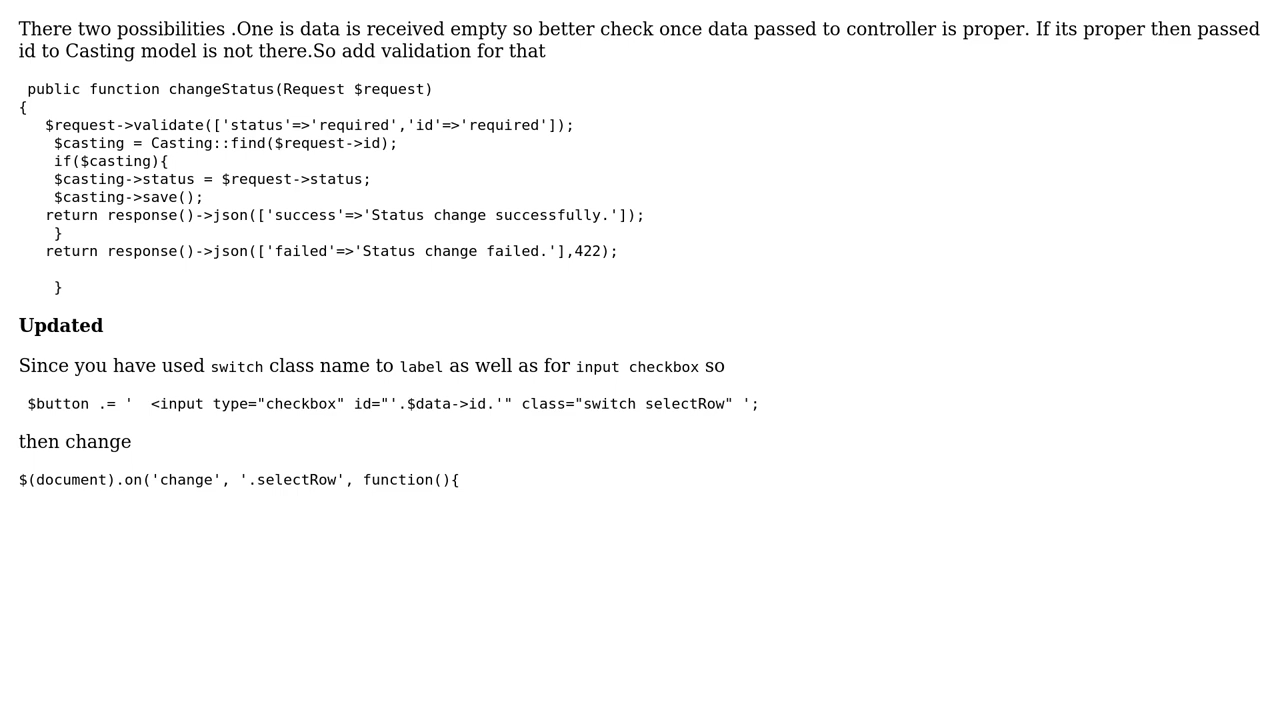 There two possibilities .One is data is received empty so better check once data passed to controller is proper. If its proper then passed
id to Casting model is not there.So add validation for that
 public function changeStatus(Request $request)
{
   $request->validate(['status'=>'required','id'=>'required']);
    $casting = Casting::find($request->id);
    if($casting){
    $casting->status = $request->status;
    $casting->save();
   return response()->json(['success'=>'Status change successfully.']);
    }
   return response()->json(['failed'=>'Status change failed.'],422);
    }
Updated
Since you have used switch class name to label as well as for input checkbox so
 $button .= '  <input type="checkbox" id="'.$data->id.'" class="switch selectRow" ';
then change
$(document).on('change', '.selectRow', function(){